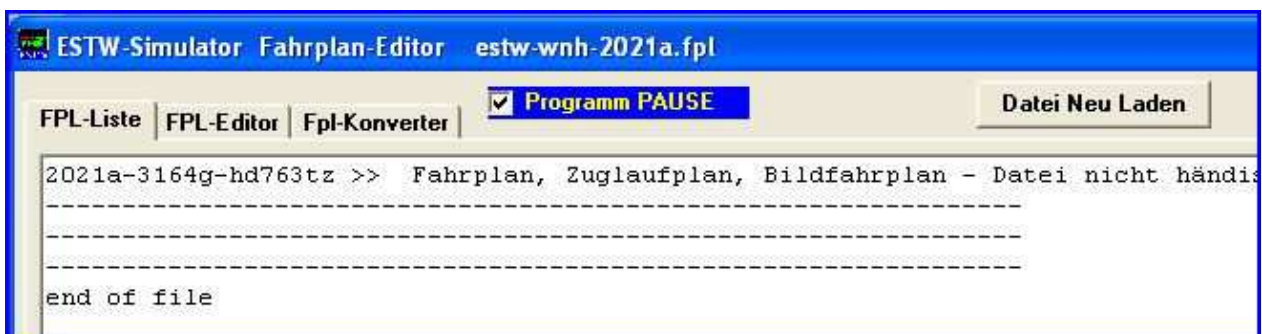 ESTW-Simulator Fahrplan-Editor estw-wnh-2021a.fpl
Programm PAUSE
Datei Neu Laden
FPL-Liste FPL-Editor Fpl-Konverter
2021a-3164g-hd763tz >> Fahrplan, Zuglaufplan, Bildfahrplan - Datei nicht händis
----------------------------------------------------------------
----------------------------------------------------------------
----------------------------------------------------------------
end of file